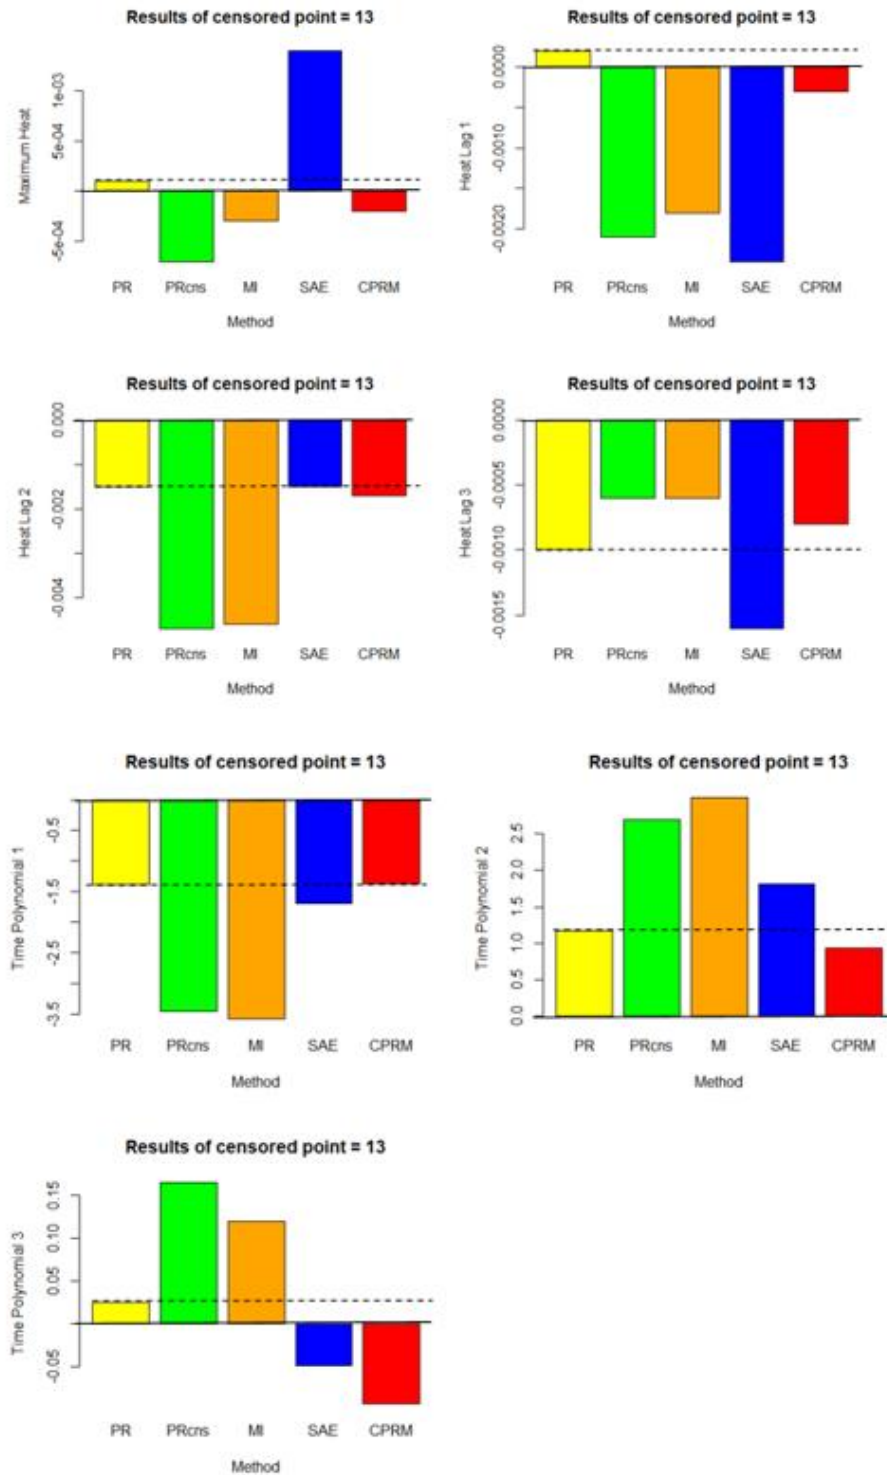 Results of censored point = 13
Maximum Heat
1e-03
5e-04
-5e-04
PR PRcns MI SAE CPRM
Method
Results of censored point = 13
Heat Lag 1
0.0000
-0.0010
-0.0020
PR PRcns MI SAE CPRM
Method
Results of censored point = 13
Heat Lag 2
0.000
-0.002
-0.004
PR PRcns MI SAE CPRM
Method
Results of censored point = 13
Heat Lag 3
0.0000
-0.0005
-0.0010
-0.0015
PR PRcns MI SAE CPRM
Method
Results of censored point = 13
Time Polynomial 1
-0.5
-1.5
-2.5
-3.5
PR PRcns MI SAE CPRM
Method
Results of censored point = 13
Time Polynomial 2
2.5
2.0
1.5
1.0
0.5
0.0
PR PRcns MI SAE CPRM
Method
Results of censored point = 13
Time Polynomial 3
0.15
0.10
0.05
-0.05
PR PRcns MI SAE CPRM
Method